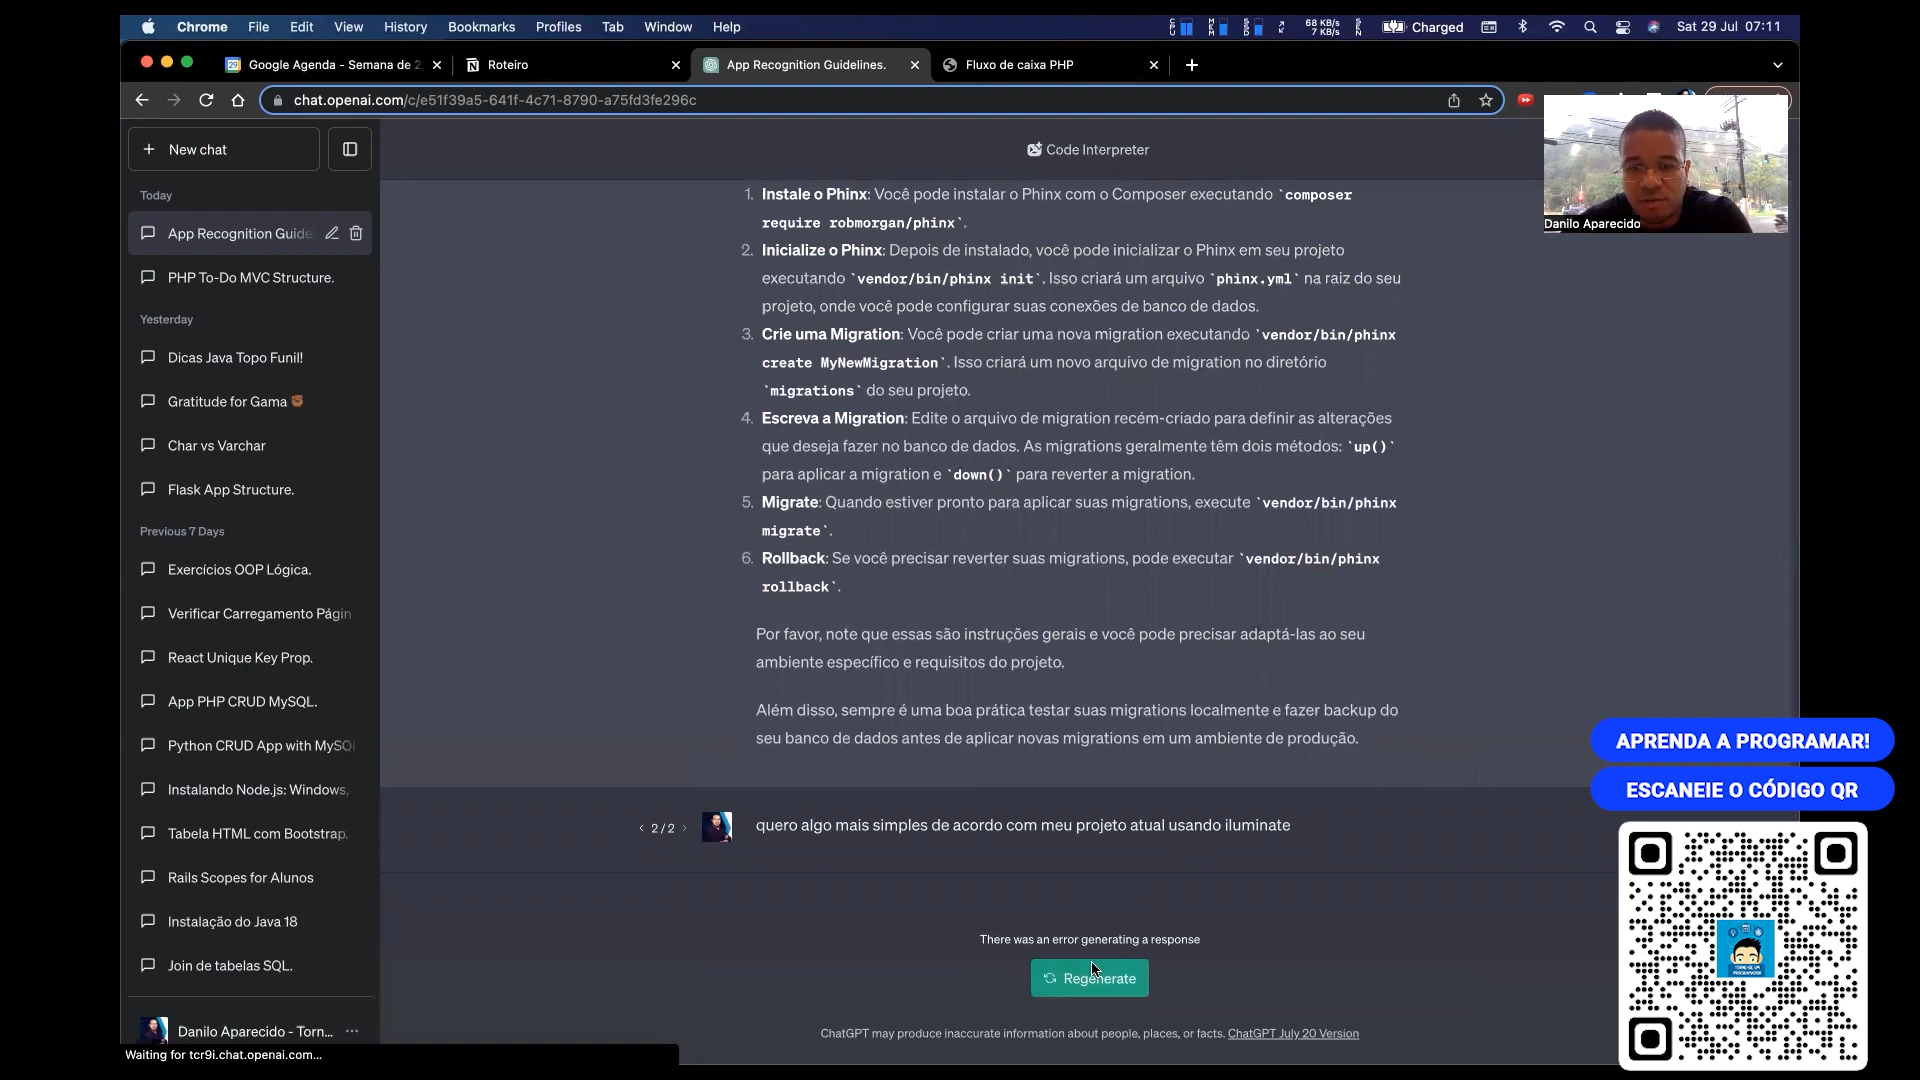 Chrome File Edit View History Bookmarks Profiles Tab Window Help
68 KB/s
7 KB/s
Charged
Sat 29 Jul 07:11
Google Agenda - Semana de 2
Roteiro
App Recognition Guidelines.
Fluxo de caixa PHP
chat.openai.com/c/e51f39a5-641f-4c71-8790-a75fd3fe296c
New chat
Today
App Recognition Guide
PHP To-Do MVC Structure.
Yesterday
Dicas Java Topo Funil!
Gratitude for Gama
Char vs Varchar
Flask App Structure.
Previous 7 Days
Exercícios OOP Lógica.
Verificar Carregamento Págin
React Unique Key Prop.
App PHP CRUD MySQL.
Python CRUD App with MySQ
Instalando Node.js: Windows,
Tabela HTML com Bootstrap.
Rails Scopes for Alunos
Instalação do Java 18
Join de tabelas SQL.
Danilo Aparecido - Torn...
Waiting for tcr9i.chat.openai.com...
Code Interpreter
1. Instale o Phinx: Você pode instalar o Phinx com o Composer executando `composer
require robmorgan/phinx`.
2. Inicialize o Phinx: Depois de instalado, você pode inicializar o Phinx em seu projeto
executando `vendor/bin/phinx init`. Isso criará um arquivo `phinx.yml` na raiz do seu
projeto, onde você pode configurar suas conexões de banco de dados.
3. Crie uma Migration: Você pode criar uma nova migration executando `vendor/bin/phinx
create MyNewMigration`. Isso criará um novo arquivo de migration no diretório
`migrations` do seu projeto.
4. Escreva a Migration: Edite o arquivo de migration recém-criado para definir as alterações
que deseja fazer no banco de dados. As migrations geralmente têm dois métodos: `up()`
para aplicar a migration e `down()` para reverter a migration.
5. Migrate: Quando estiver pronto para aplicar suas migrations, execute `vendor/bin/phinx
migrate`.
6. Rollback: Se você precisar reverter suas migrations, pode executar `vendor/bin/phinx
rollback`.
Por favor, note que essas são instruções gerais e você pode precisar adaptá-las ao seu
ambiente específico e requisitos do projeto.
Além disso, sempre é uma boa prática testar suas migrations localmente e fazer backup do
seu banco de dados antes de aplicar novas migrations em um ambiente de produção.
2 / 2
quero algo mais simples de acordo com meu projeto atual usando iluminate
There was an error generating a response
Regenerate
ChatGPT may produce inaccurate information about people, places, or facts. ChatGPT July 20 Version
Danilo Aparecido
APRENDA A PROGRAMAR!
ESCANEIE O CÓDIGO QR